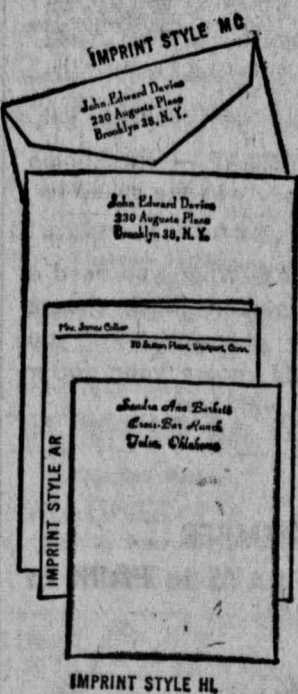 IMPRINT STYLE MC
John Edward Davies
230 Augusta Place
Brooklyn 38, N. Y.
John Edward Davies
230 Augusta Place
Brooklyn 38, N. Y.
Mrs. James Collier
70 Sutton Place, Westport, Conn.
IMPRINT STYLE AR
Sandra Ann Burkett
Cross-Bar Ranch
Tulsa, Oklahoma
IMPRINT STYLE HL